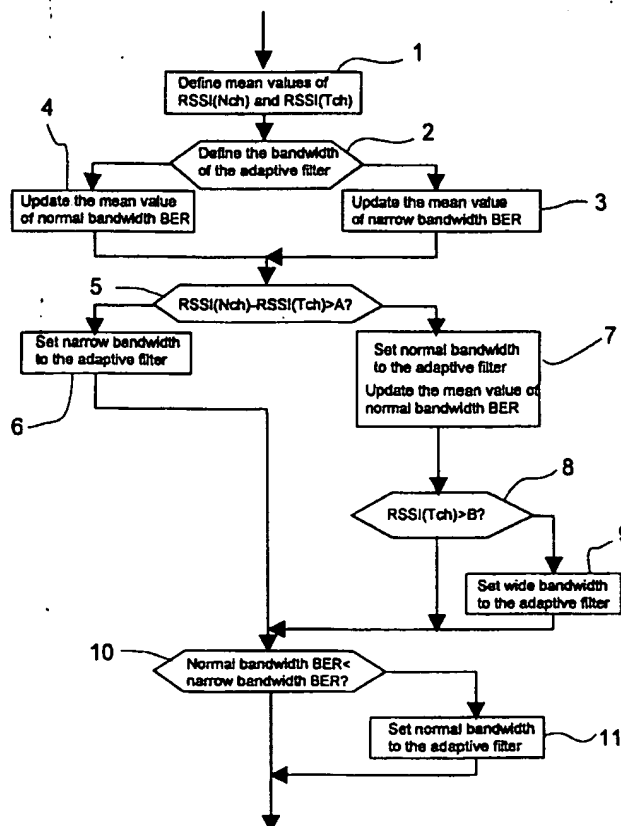 1
Define mean values of
RSSI(Nch) and RSSI(Tch)
2
Define the bandwidth
of the adaptive filter
4
Update the mean value
of normal bandwidth BER
Update the mean value
of narrow bandwidth BER
3
5
RSSI(Nch)-RSSI(Tch)>A?
Set narrow bandwidth
to the adaptive filter
6
Set normal bandwidth
to the adaptive filter
Update the mean value of
normal bandwidth BER
7
8
RSSI(Tch)>B?
9
Set wide bandwidth
to the adaptive filter
10
Normal bandwidth BER<
narrow bandwidth BER?
Set normal bandwidth
to the adaptive filter
11